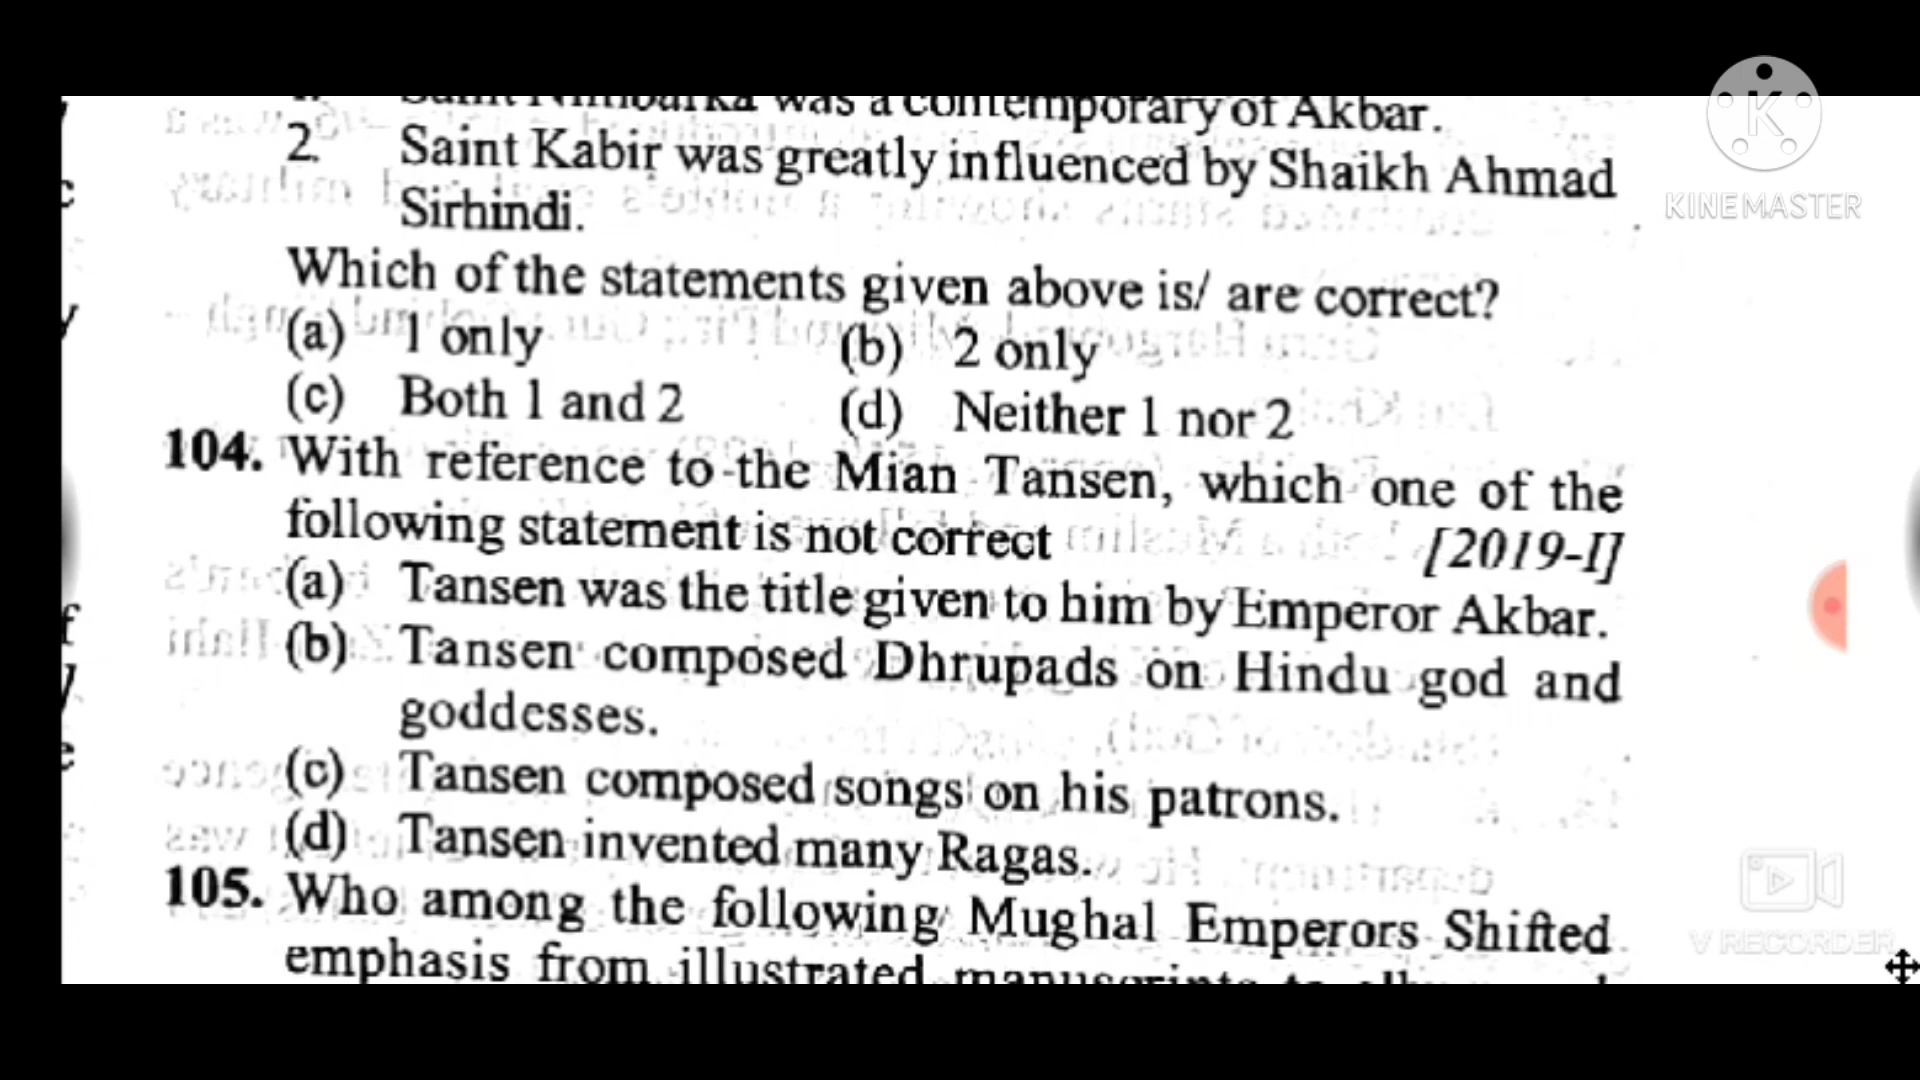 was a contemporary of Akbar.
2. Saint Kabir was greatly influenced by Shaikh Ahmad
Sirhindi.
Which of the statements given above is/ are correct?
(a) 1 only (b) 2 only
(c) Both 1 and 2 (d) Neither 1 nor 2
104. With reference to the Mian Tansen, which one of the
following statement is not correct [2019-I]
(a) Tansen was the title given to him by Emperor Akbar.
(b) Tansen composed Dhrupads on Hindu god and
goddesses.
(c) Tansen composed songs on his patrons.
(d) Tansen invented many Ragas.
105. Who among the following Mughal Emperors Shifted
emphasis from illustrated manuscripts to
K
KINEMASTER
V RECORDER